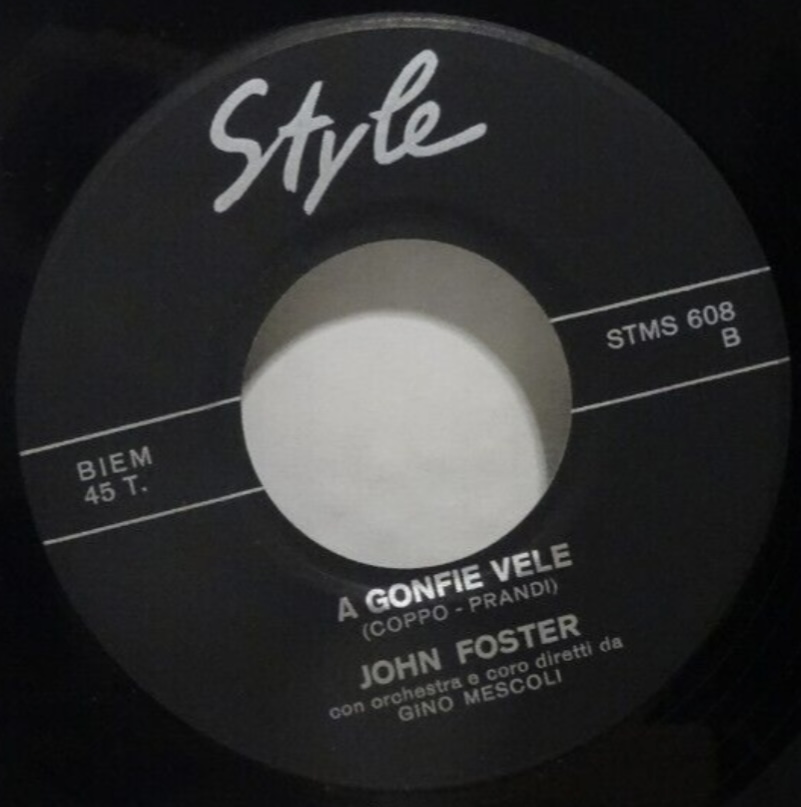 Style
STMS 608
B
BIEM
45 T.
A GONFIE VELE
(COPPO - PRANDI)
JOHN FOSTER
con orchestra e coro diretti da
GINO MESCOLI